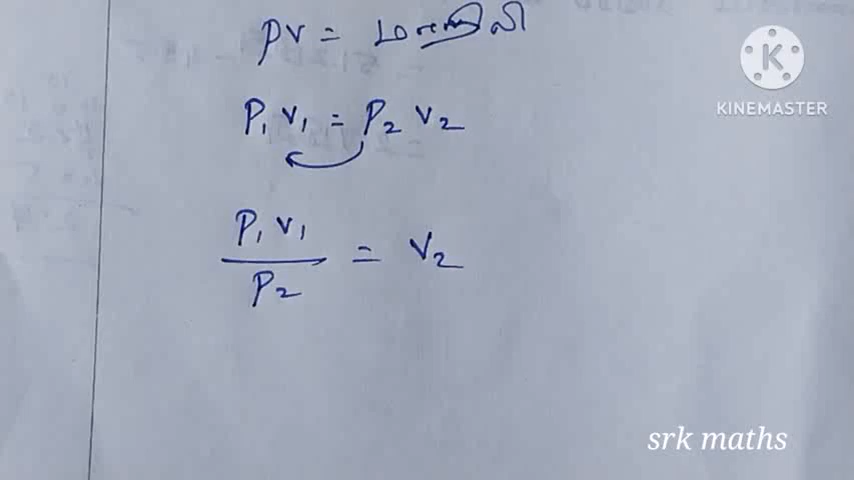 PV = மாறிலி
K
KINEMASTER
P₁ V₁ = P₂ V₂
P₁ V₁ / P₂ = V₂
srk maths